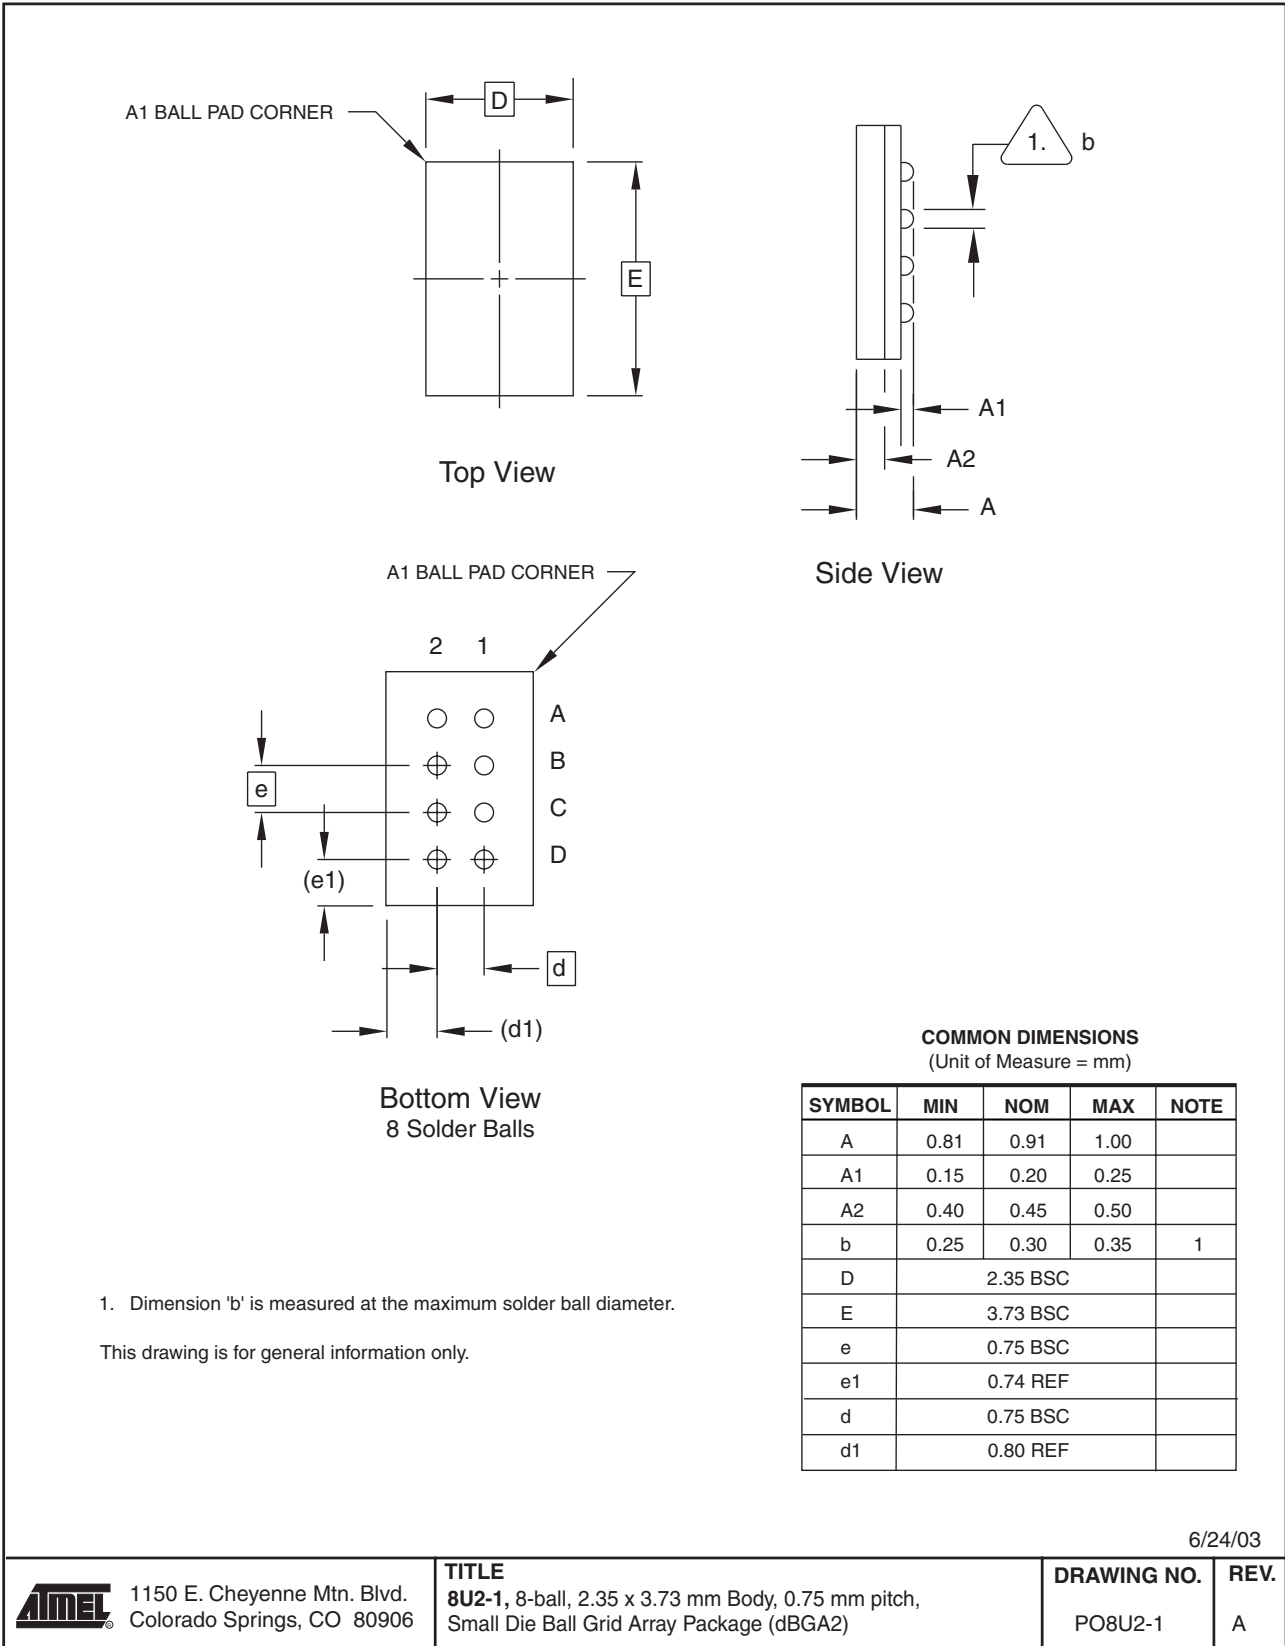 A1 BALL PAD CORNER
D
E
Top View
1. b
A1
A2
A
Side View
A1 BALL PAD CORNER
2 1
A
B
C
D
e
(e1)
d
(d1)
Bottom View
8 Solder Balls
COMMON DIMENSIONS
(Unit of Measure = mm)
SYMBOL MIN NOM MAX NOTE
A 0.81 0.91 1.00
A1 0.15 0.20 0.25
A2 0.40 0.45 0.50
b 0.25 0.30 0.35 1
D 2.35 BSC
E 3.73 BSC
e 0.75 BSC
e1 0.74 REF
d 0.75 BSC
d1 0.80 REF
1. Dimension 'b' is measured at the maximum solder ball diameter.
This drawing is for general information only.
6/24/03
ATMEL ®
1150 E. Cheyenne Mtn. Blvd.
Colorado Springs, CO 80906
TITLE
8U2-1, 8-ball, 2.35 x 3.73 mm Body, 0.75 mm pitch,
Small Die Ball Grid Array Package (dBGA2)
DRAWING NO.
PO8U2-1
REV.
A